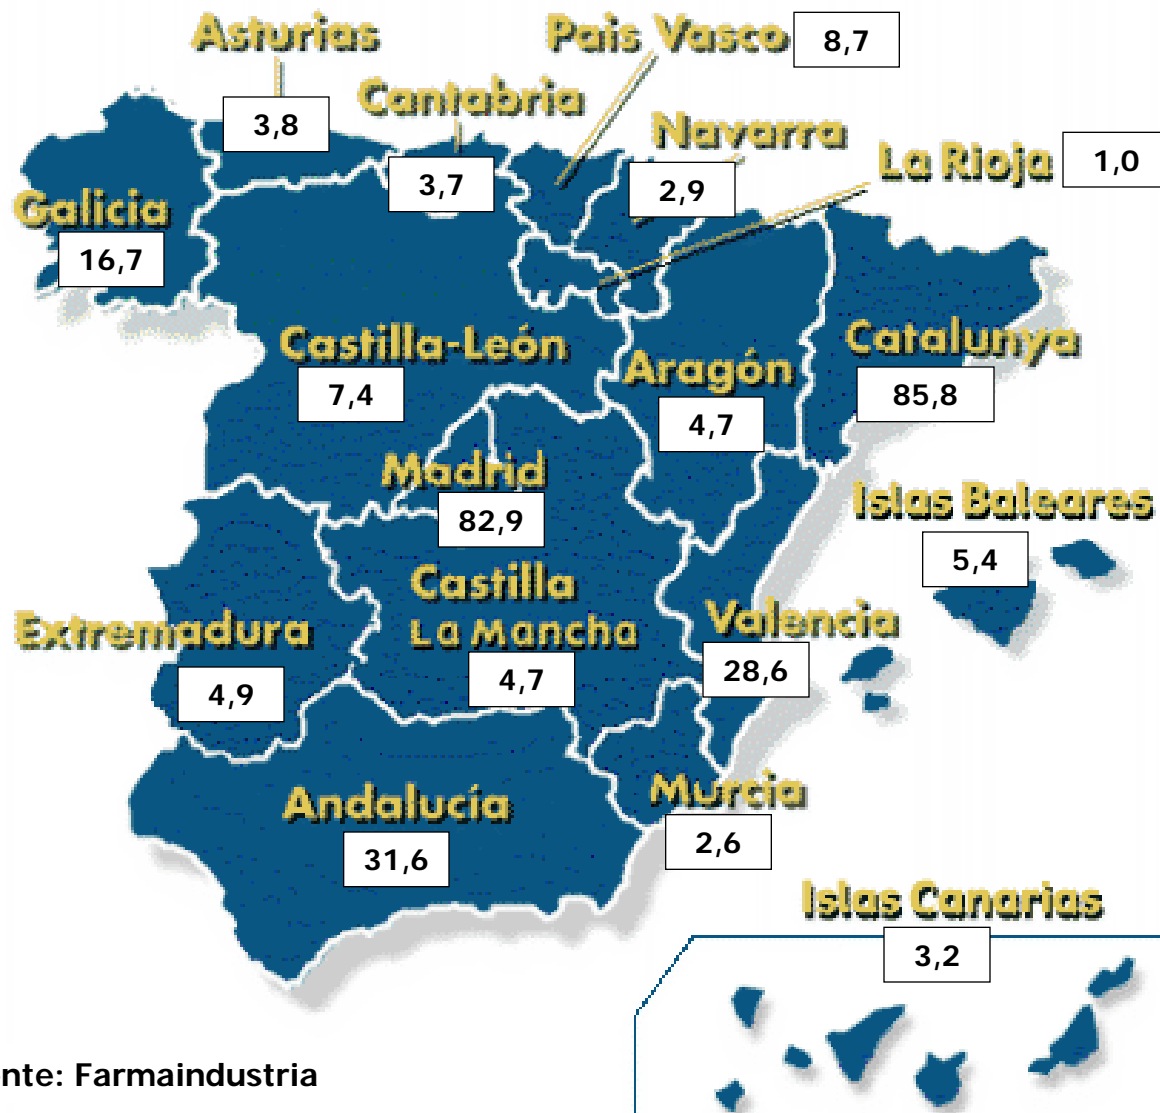 Asturias
3,8
Pais Vasco
8,7
Cantabria
3,7
Navarra
2,9
La Rioja
1,0
Galicia
16,7
Castilla-León
7,4
Aragón
4,7
Catalunya
85,8
Madrid
82,9
Islas Baleares
5,4
Castilla
La Mancha
4,7
Extremadura
4,9
Valencia
28,6
Andalucía
31,6
Murcia
2,6
Islas Canarias
3,2
nte: Farmaindustria